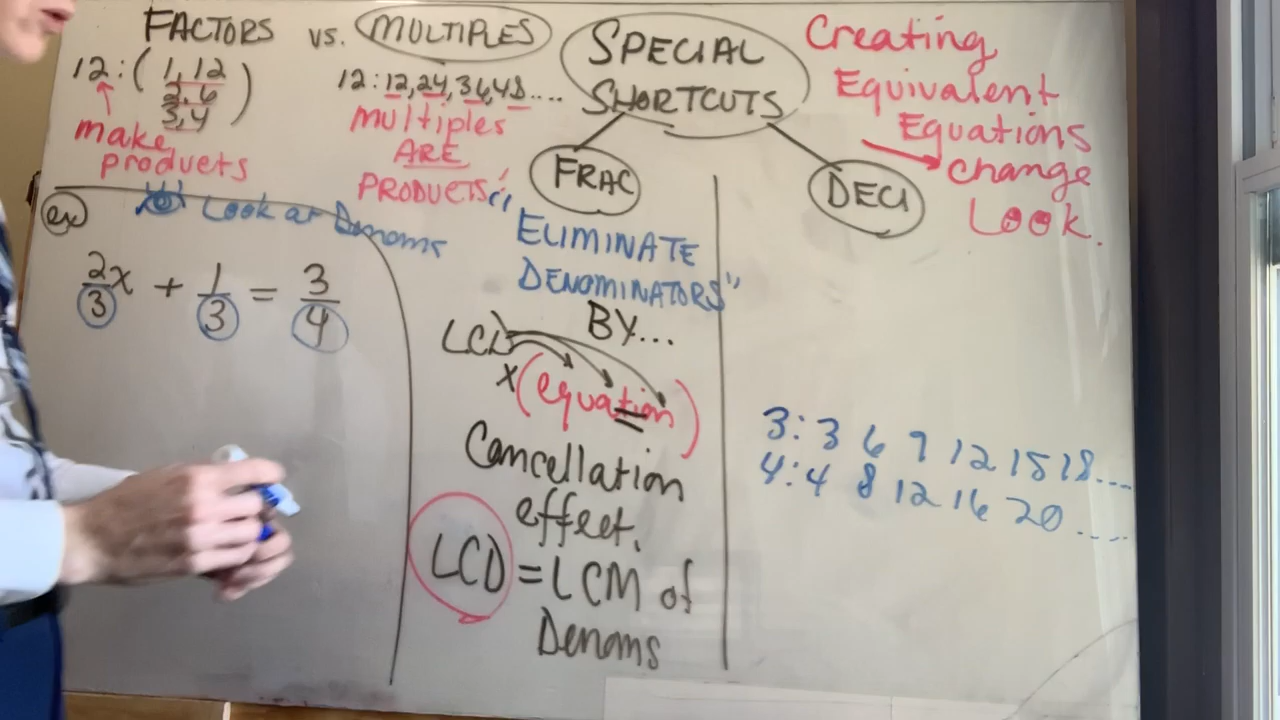 FACTORS vs. MULTIPLES
12: ( 1, 12
2, 6
3, 4 )
make
products
12: 12, 24, 36, 48....
multiples
ARE
PRODUCTS
SPECIAL
SHORTCUTS
FRAC
DECI
Creating
Equivalent
Equations
change
Look.
ex
Look at Denoms
2/3 x + 1/3 = 3/4
"ELIMINATE
DENOMINATORS"
BY...
LCD
x (equation)
Cancellation
effect.
LCD = LCM of
Denoms
3: 3 6 9 12 15 18....
4: 4 8 12 16 20 ....